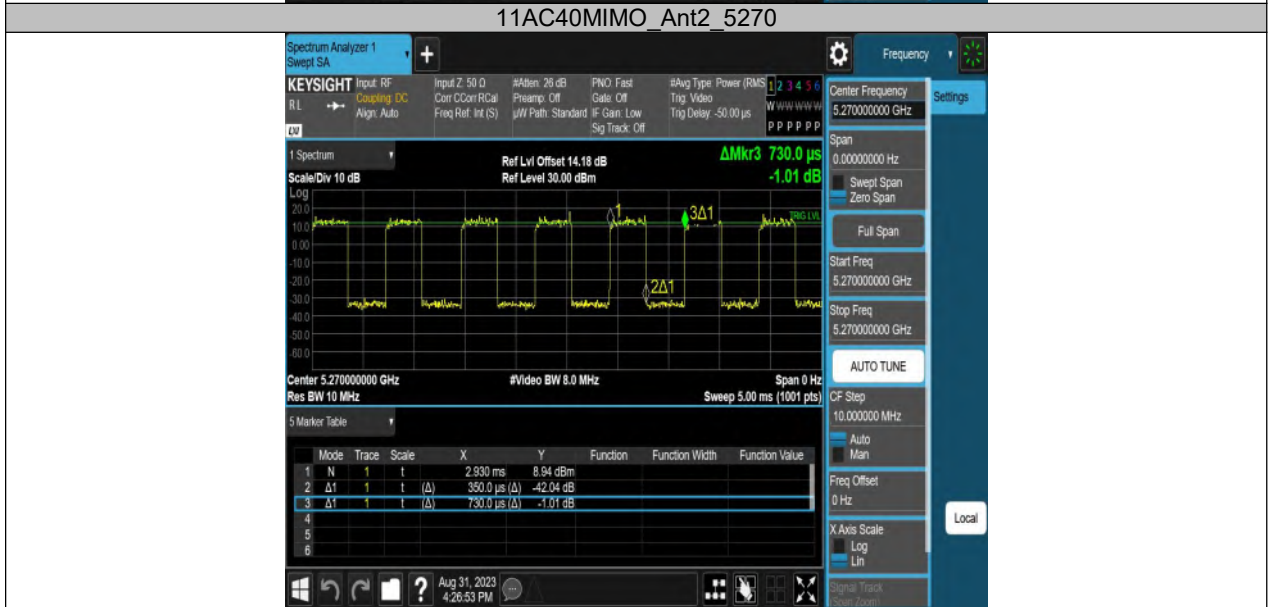 11AC40MIMO_Ant2_5270
Spectrum Analyzer 1
Swept SA
+
Frequency
KEYSIGHT
RL
LXI
Input: RF
Coupling: DC
Align: Auto
Input Z: 50 Ω
Corr CCorr RCal
Freq Ref: Int (S)
#Atten: 26 dB
Preamp: Off
µW Path: Standard
PNO: Fast
Gate: Off
IF Gain: Low
Sig Track: Off
#Avg Type: Power (RMS
Trig: Video
Trig Delay: -50.00 µs
1 2 3 4 5 6
W W W W W W
P P P P P P
Center Frequency
5.270000000 GHz
Settings
Span
0.00000000 Hz
Swept Span
Zero Span
Full Span
Start Freq
5.270000000 GHz
Stop Freq
5.270000000 GHz
AUTO TUNE
CF Step
10.000000 MHz
Auto
Man
Freq Offset
0 Hz
X Axis Scale
Log
Lin
Signal Track
(Span Zoom)
Local
1 Spectrum
Scale/Div 10 dB
Ref Lvl Offset 14.18 dB
Ref Level 30.00 dBm
ΔMkr3 730.0 µs
-1.01 dB
Log
20.0
10.0
0.00
-10.0
-20.0
-30.0
-40.0
-50.0
-60.0
1
3Δ1
TRIG LVL
2Δ1
Center 5.270000000 GHz
Res BW 10 MHz
#Video BW 8.0 MHz
Span 0 Hz
Sweep 5.00 ms (1001 pts)
5 Marker Table
Mode Trace Scale X Y Function Function Width Function Value
1 N 1 t 2.930 ms 8.94 dBm
2 Δ1 1 t (Δ) 350.0 µs (Δ) -42.04 dB
3 Δ1 1 t (Δ) 730.0 µs (Δ) -1.01 dB
4
5
6
?
Aug 31, 2023
4:26:53 PM